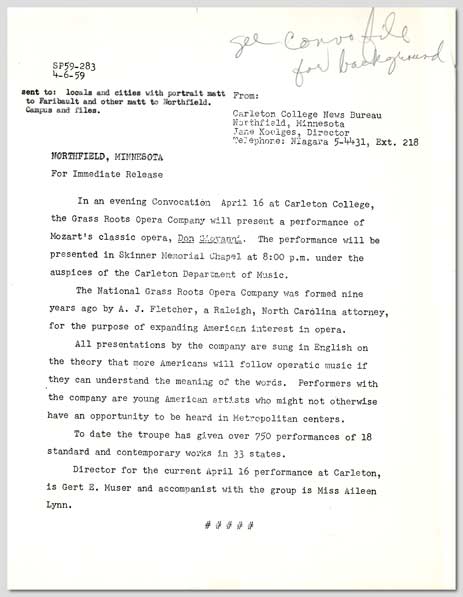 see convo file
for background
SP59-283
4-6-59
sent to: locals and cities with portrait matt
to Faribault and other matt to Northfield.
Campus and files.
From:
Carleton College News Bureau
Northfield, Minnesota
Jane Koelges, Director
Telephone: Niagara 5-4431, Ext. 218
NORTHFIELD, MINNESOTA
For Immediate Release
In an evening Convocation April 16 at Carleton College,
the Grass Roots Opera Company will present a performance of
Mozart's classic opera, Don Giovanni. The performance will be
presented in Skinner Memorial Chapel at 8:00 p.m. under the
auspices of the Carleton Department of Music.
The National Grass Roots Opera Company was formed nine
years ago by A. J. Fletcher, a Raleigh, North Carolina attorney,
for the purpose of expanding American interest in opera.
All presentations by the company are sung in English on
the theory that more Americans will follow operatic music if
they can understand the meaning of the words. Performers with
the company are young American artists who might not otherwise
have an opportunity to be heard in Metropolitan centers.
To date the troupe has given over 750 performances of 18
standard and contemporary works in 33 states.
Director for the current April 16 performance at Carleton,
is Gert E. Muser and accompanist with the group is Miss Aileen
Lynn.
# # # # #